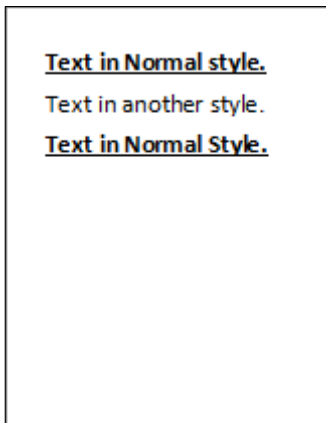 Text in Normal style.
Text in another style.
Text in Normal Style.